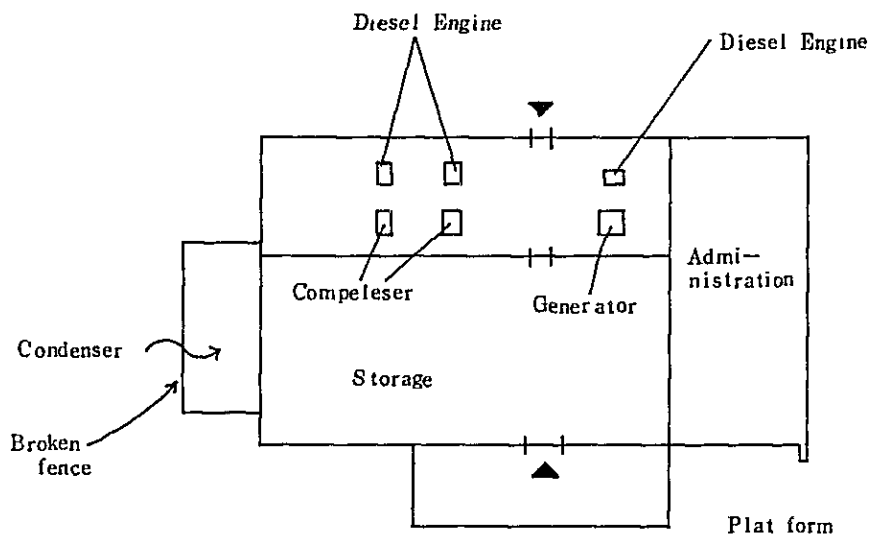 Diesel Engine
Diesel Engine
Admi-
nistration
Compeleser
Generator
Condenser
Storage
Broken
fence
Plat form